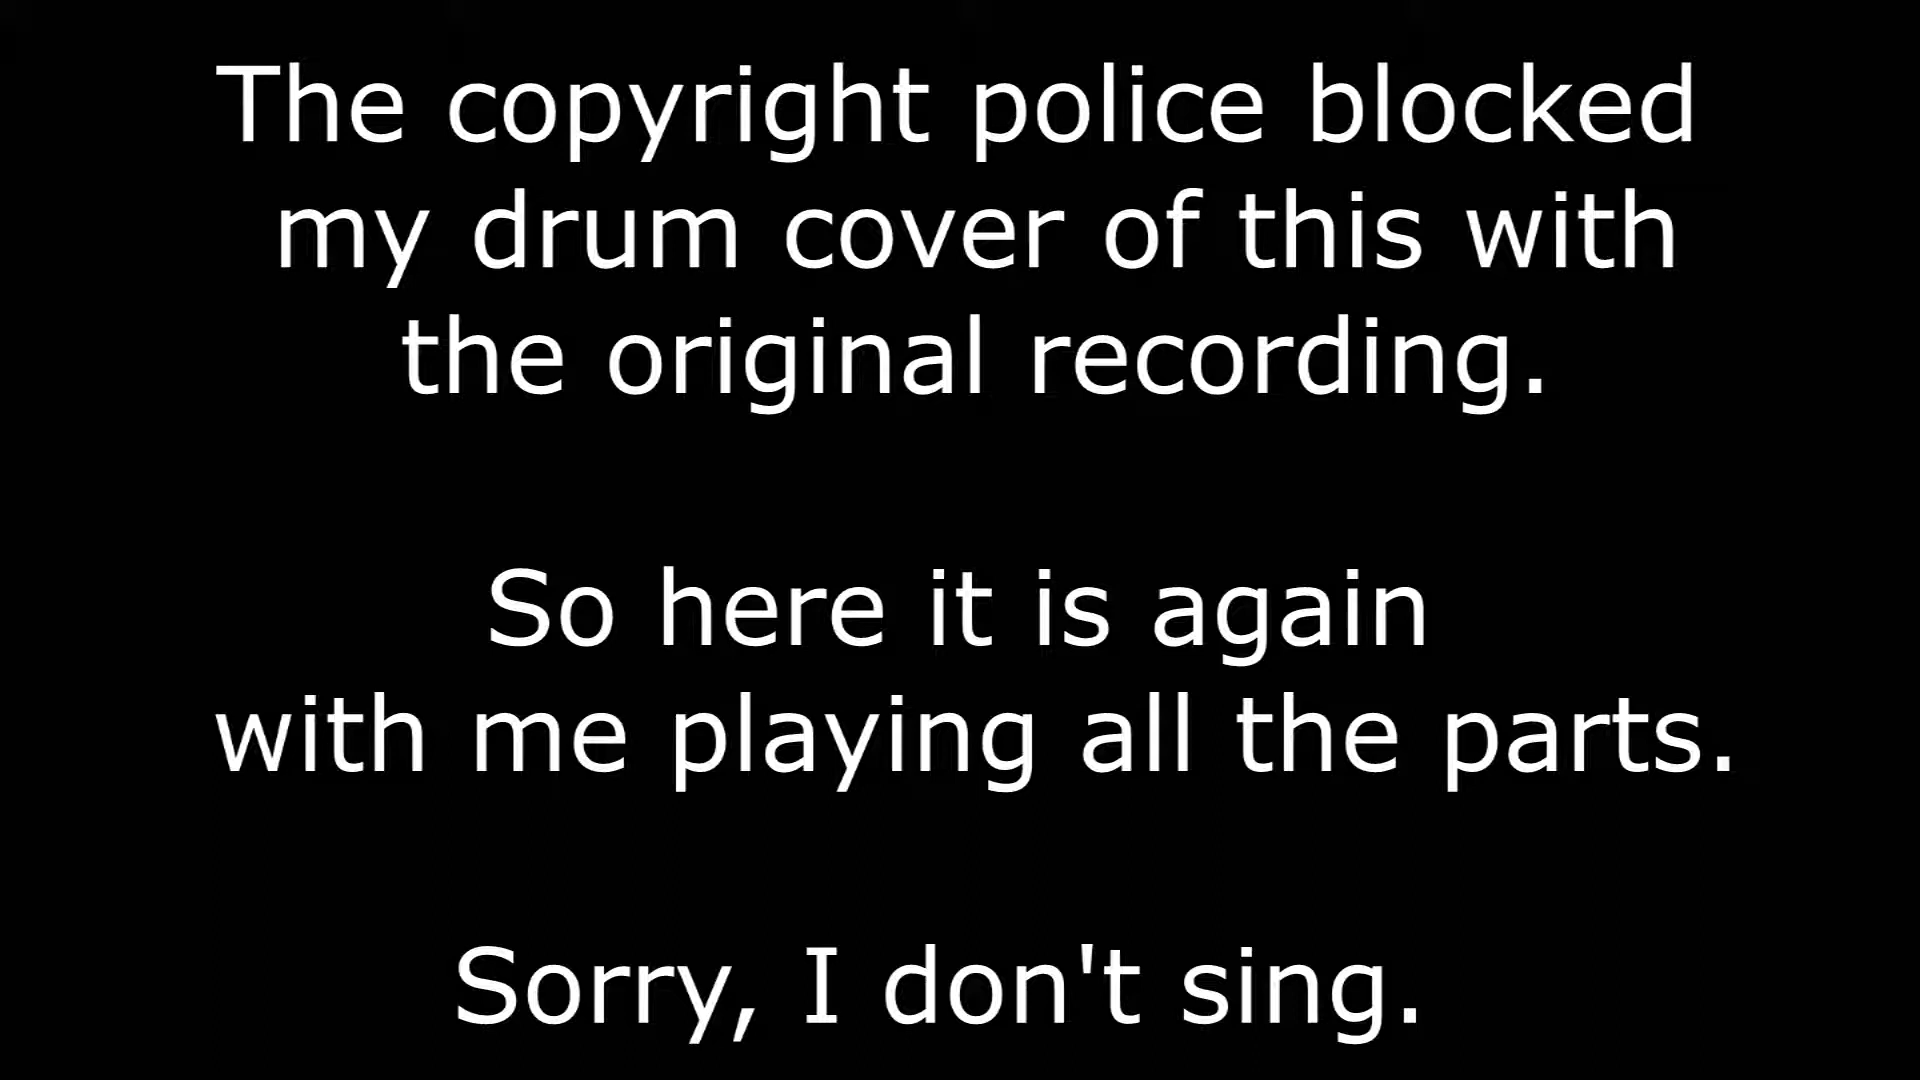 The copyright police blocked
my drum cover of this with
the original recording.
So here it is again
with me playing all the parts.
Sorry, I don't sing.